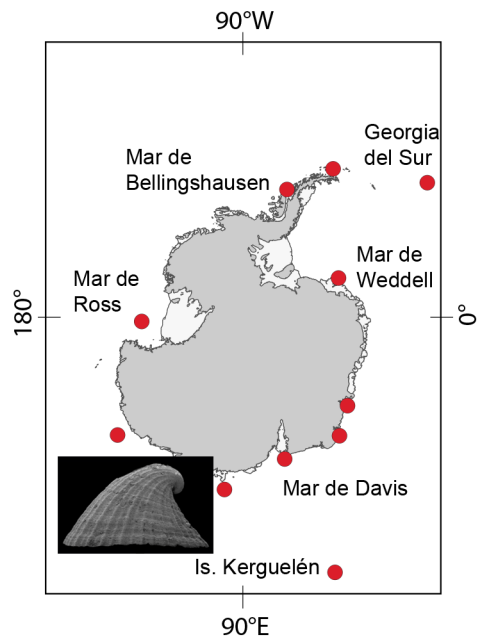 90°W
Georgia
del Sur
Mar de
Bellingshausen
Mar de
Weddell
Mar de
Ross
180°
0°
Mar de Davis
Is. Kerguelén
90°E